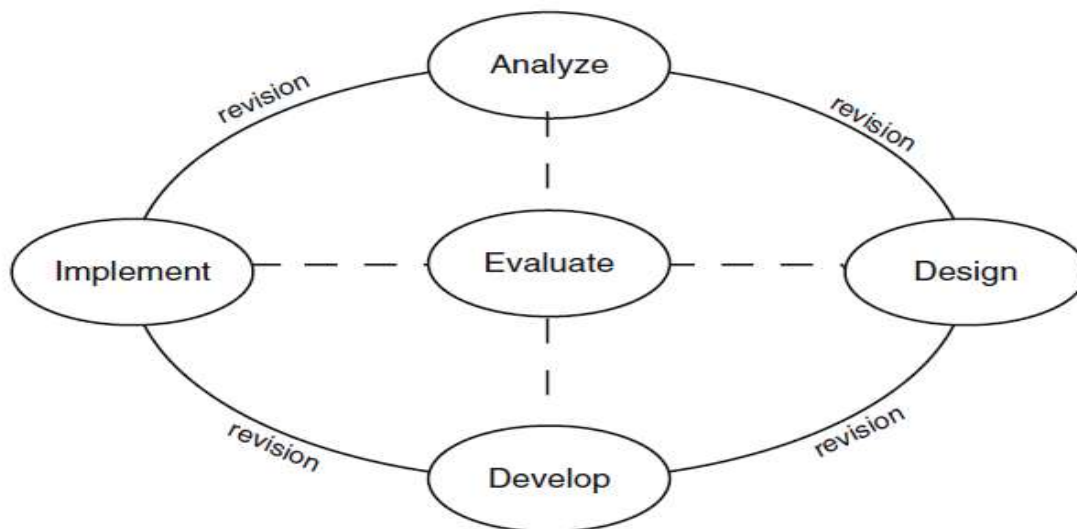 Analyze
revision
revision
Implement
Evaluate
Design
revision
revision
Develop